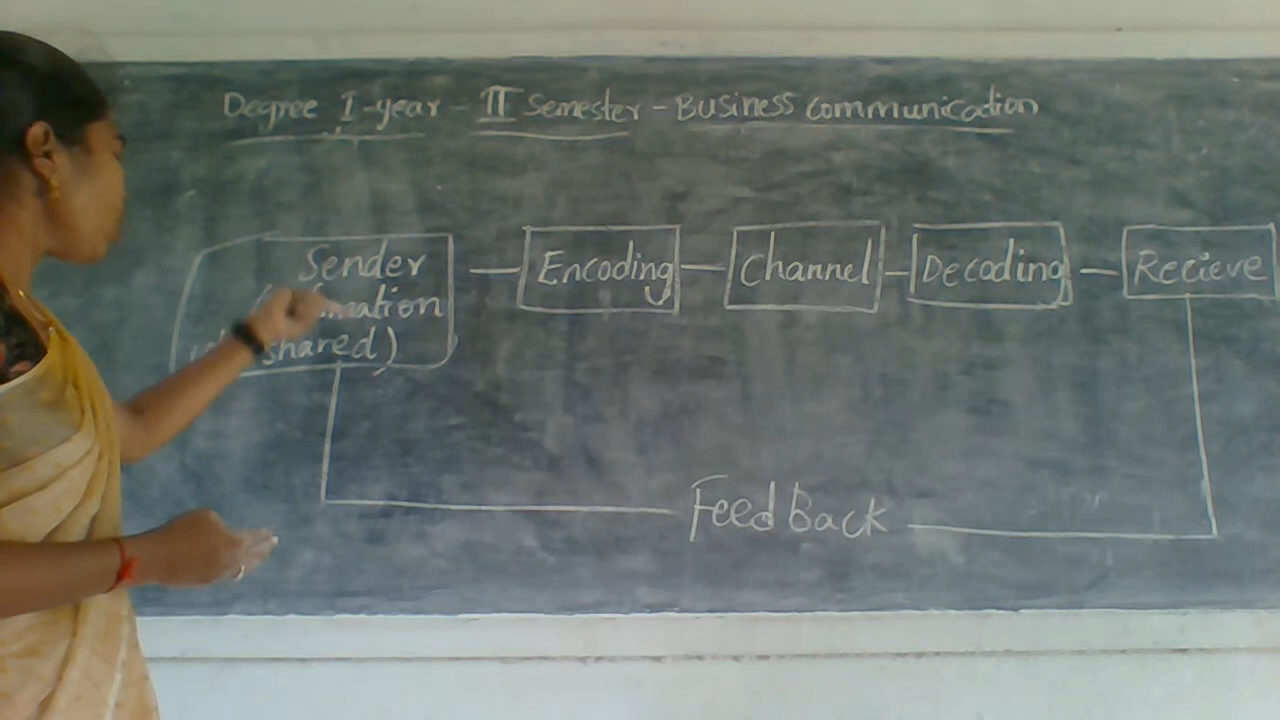 Degree I-year - II Semester - Business communication
Sender
shared)
Encoding
Channel
Decoding
Recieve
Feed Back